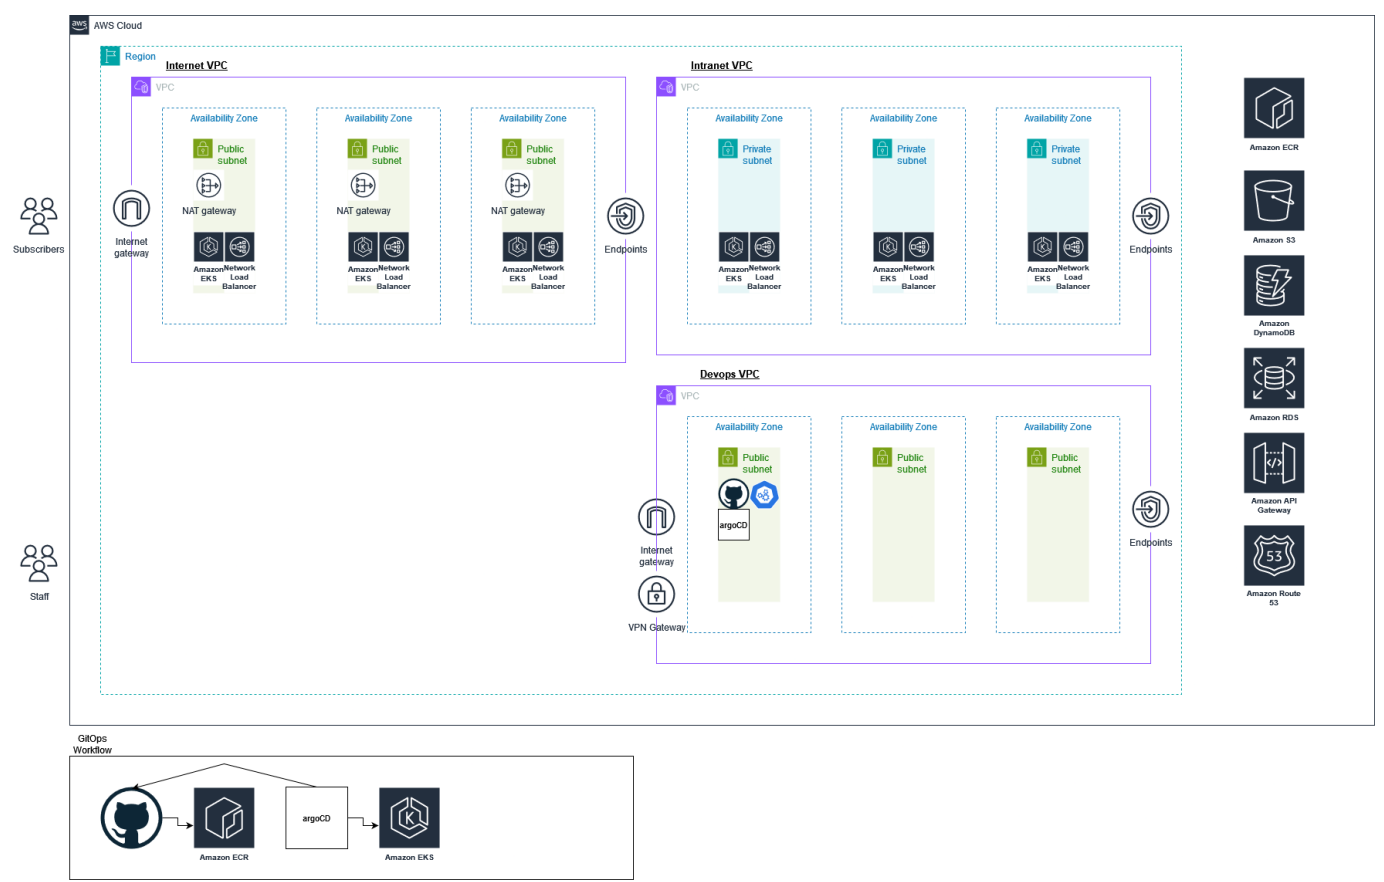 aws
AWS Cloud
Region
Internet VPC
Intranet VPC
VPC
VPC
Availability Zone
Availability Zone
Availability Zone
Availability Zone
Availability Zone
Availability Zone
Public
subnet
Public
subnet
Public
subnet
Private
subnet
Private
subnet
Private
subnet
NAT gateway
NAT gateway
NAT gateway
Subscribers
Internet
gateway
Endpoints
Endpoints
Amazon
EKS
Network
Load
Balancer
Amazon
EKS
Network
Load
Balancer
Amazon
EKS
Network
Load
Balancer
Amazon
EKS
Network
Load
Balancer
Amazon
EKS
Network
Load
Balancer
Amazon
EKS
Network
Load
Balancer
Amazon ECR
Amazon S3
Amazon
DynamoDB
Amazon RDS
Amazon API
Gateway
53
Amazon Route
53
Devops VPC
VPC
Availability Zone
Availability Zone
Availability Zone
Public
subnet
Public
subnet
Public
subnet
argoCD
Internet
gateway
Endpoints
VPN Gateway
Staff
GitOps
Workflow
argoCD
K
Amazon ECR
Amazon EKS